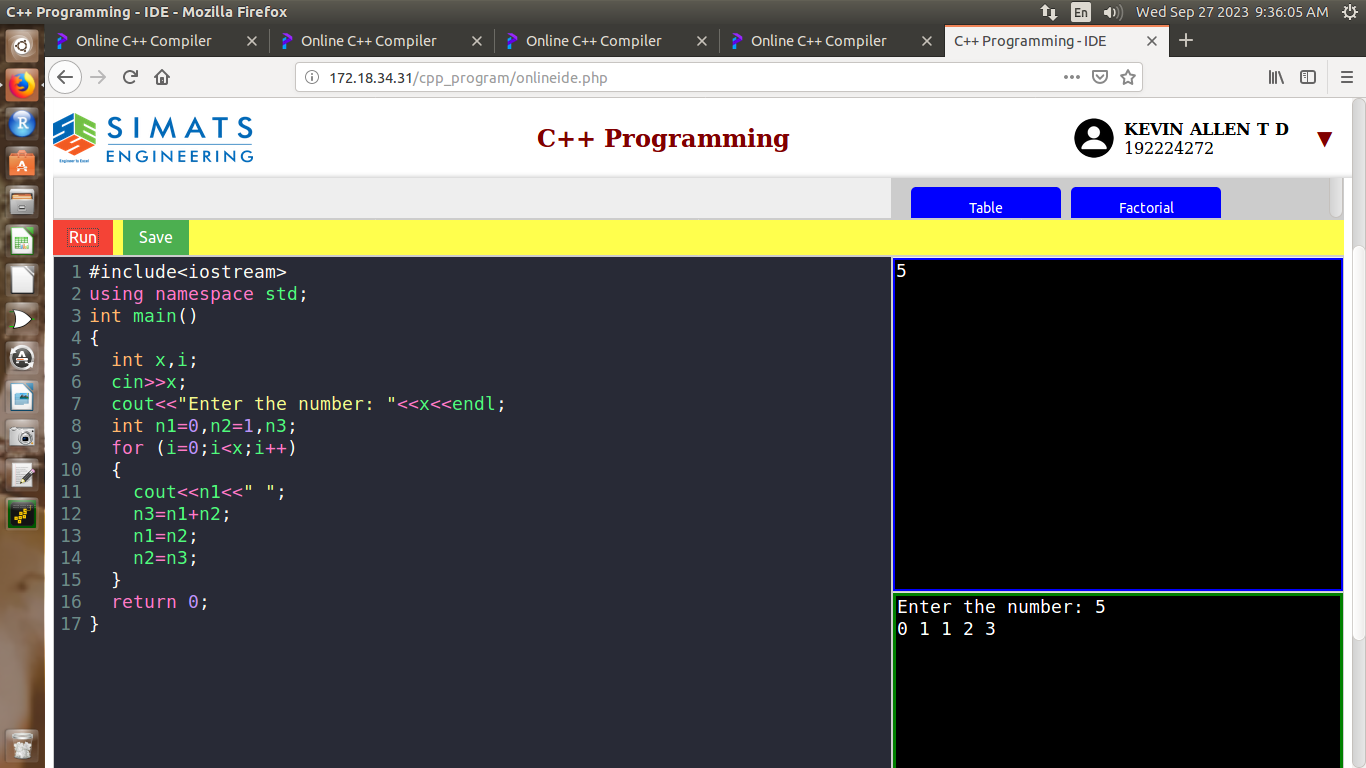 C++ Programming - IDE - Mozilla Firefox
En
Wed Sep 27 2023 9:36:05 AM
Online C++ Compiler
Online C++ Compiler
Online C++ Compiler
Online C++ Compiler
C++ Programming - IDE
172.18.34.31/cpp_program/onlineide.php
SIMATS
ENGINEERING
Engineer to Excel
C++ Programming
KEVIN ALLEN T D
192224272
Table
Factorial
Run
Save
1 #include<iostream>
2 using namespace std;
3 int main()
4 {
5   int x,i;
6   cin>>x;
7   cout<<"Enter the number: "<<x<<endl;
8   int n1=0,n2=1,n3;
9   for (i=0;i<x;i++)
10   {
11     cout<<n1<<" ";
12     n3=n1+n2;
13     n1=n2;
14     n2=n3;
15   }
16   return 0;
17 }
5
Enter the number: 5
0 1 1 2 3